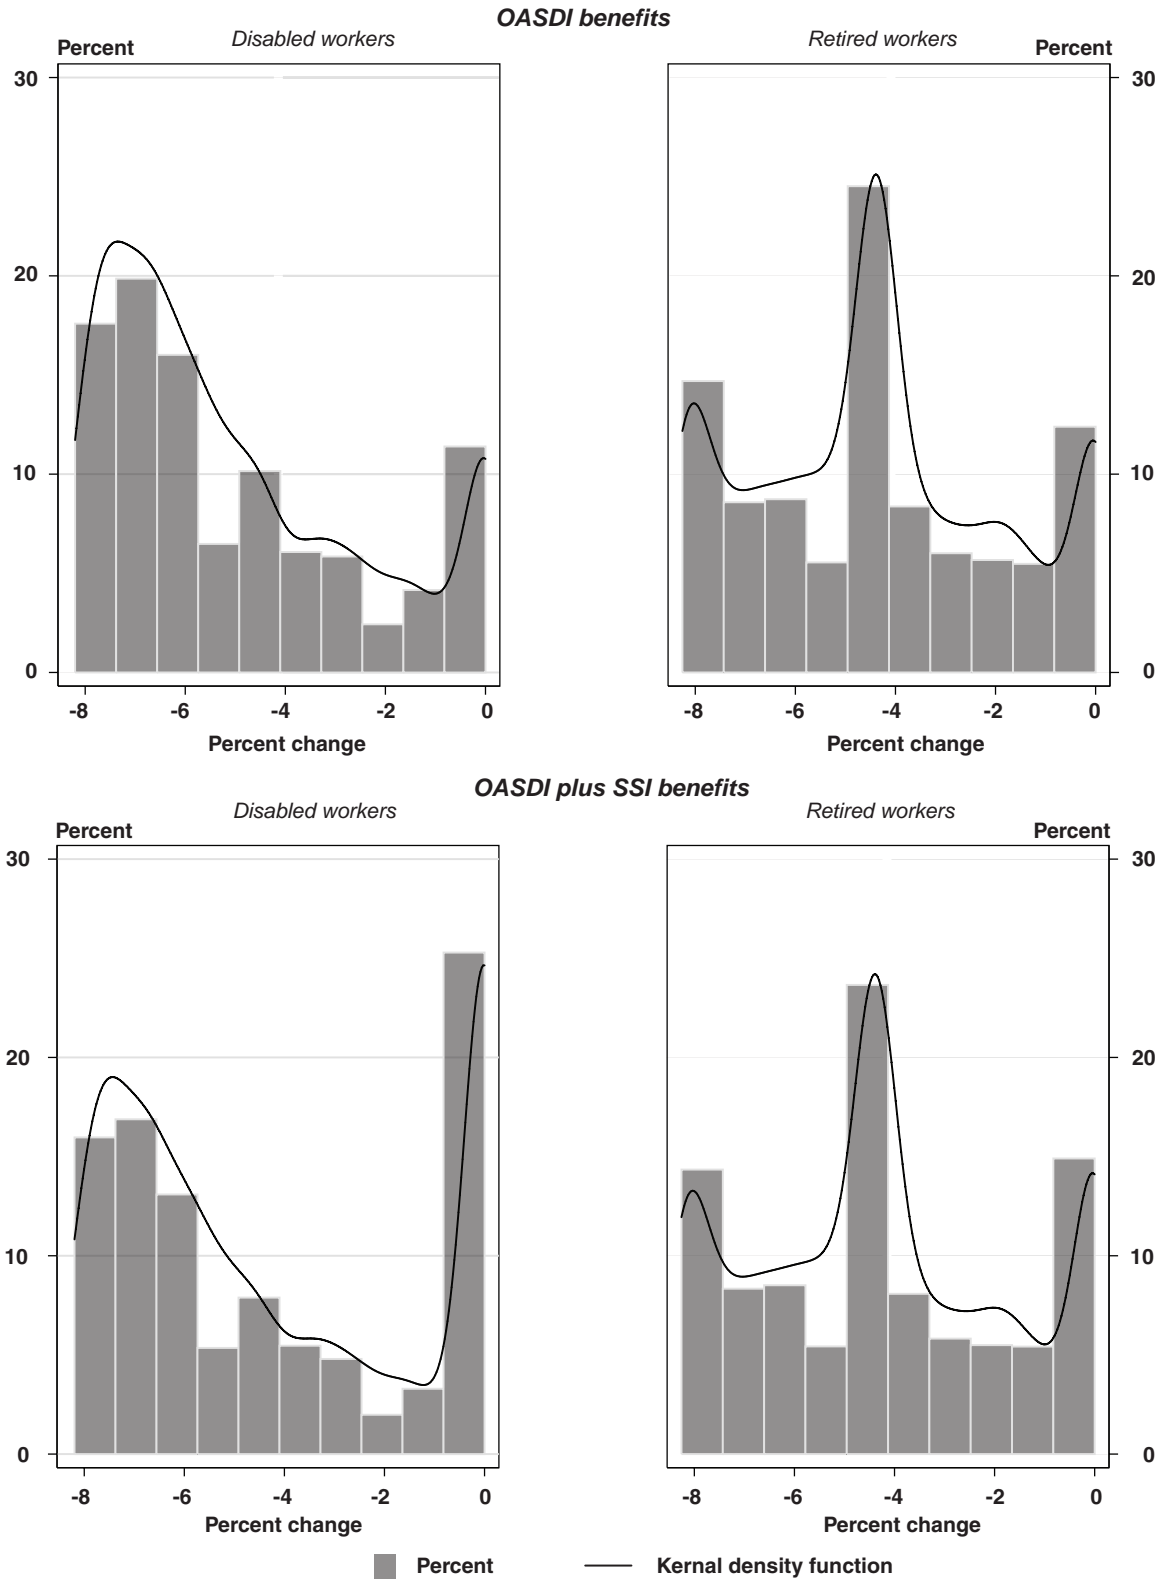 OASDI benefits
Disabled workers
Retired workers
Percent
Percent
30
20
10
0
30
20
10
0
-8 -6 -4 -2 0
-8 -6 -4 -2 0
Percent change
Percent change
OASDI plus SSI benefits
Disabled workers
Retired workers
Percent
Percent
30
20
10
0
30
20
10
0
-8 -6 -4 -2 0
-8 -6 -4 -2 0
Percent change
Percent change
Percent
Kernal density function